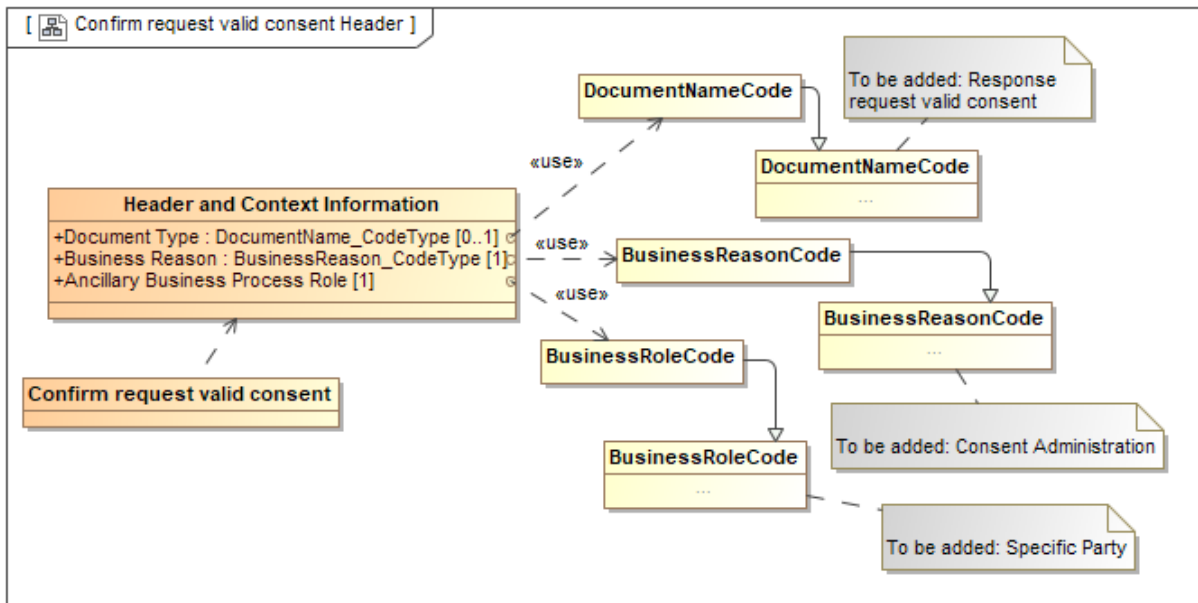 [ Confirm request valid consent Header ]
DocumentNameCode
To be added: Response
request valid consent
«use»
DocumentNameCode
...
Header and Context Information
+Document Type : DocumentName_CodeType [0..1]
+Business Reason : BusinessReason_CodeType [1]
+Ancillary Business Process Role [1]
«use»
BusinessReasonCode
«use»
BusinessReasonCode
...
BusinessRoleCode
Confirm request valid consent
To be added: Consent Administration
BusinessRoleCode
...
To be added: Specific Party